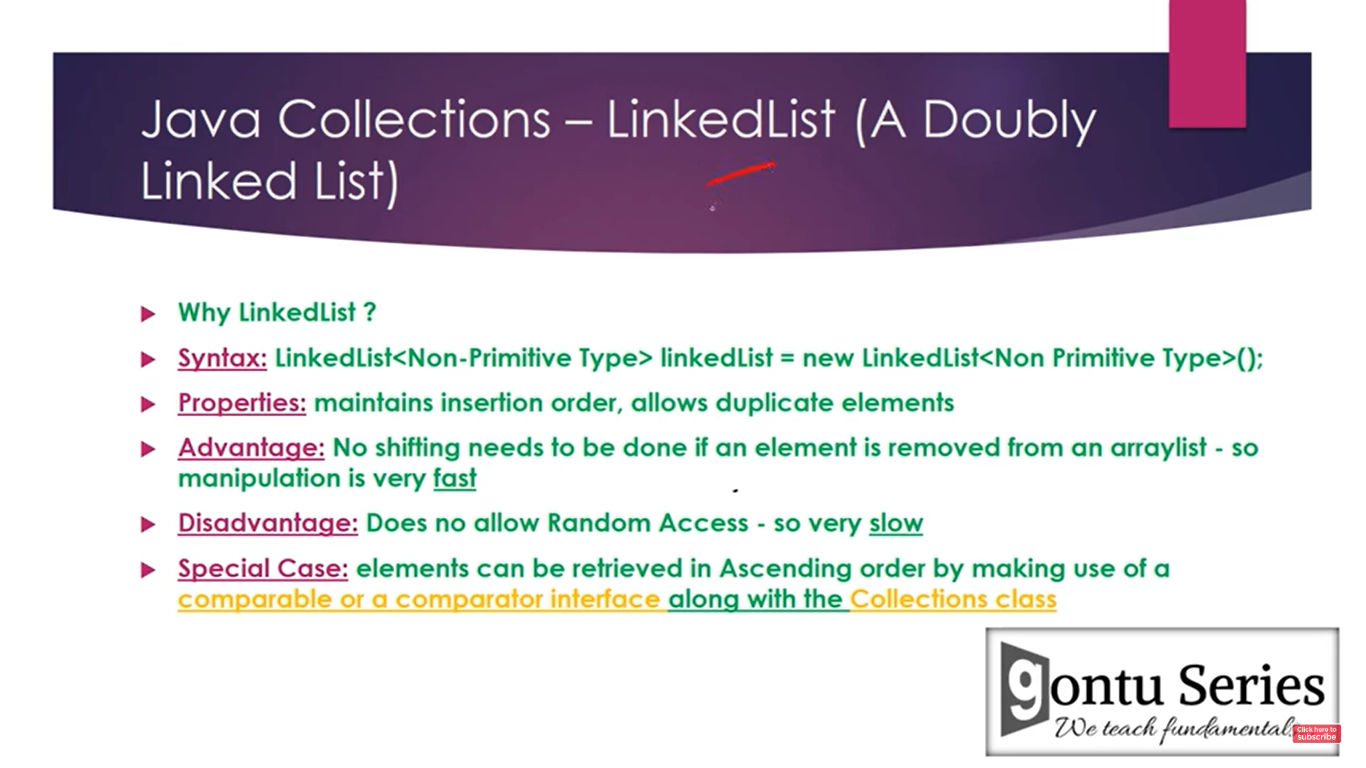 Java Collections – LinkedList (A Doubly
Linked List)
Why LinkedList ?
Syntax: LinkedList<Non-Primitive Type> linkedList = new LinkedList<Non Primitive Type>();
Properties: maintains insertion order, allows duplicate elements
Advantage: No shifting needs to be done if an element is removed from an arraylist - so
manipulation is very fast
Disadvantage: Does no allow Random Access - so very slow
Special Case: elements can be retrieved in Ascending order by making use of a
comparable or a comparator interface along with the Collections class
gontu Series
We teach fundamentals
Click here to
subscribe